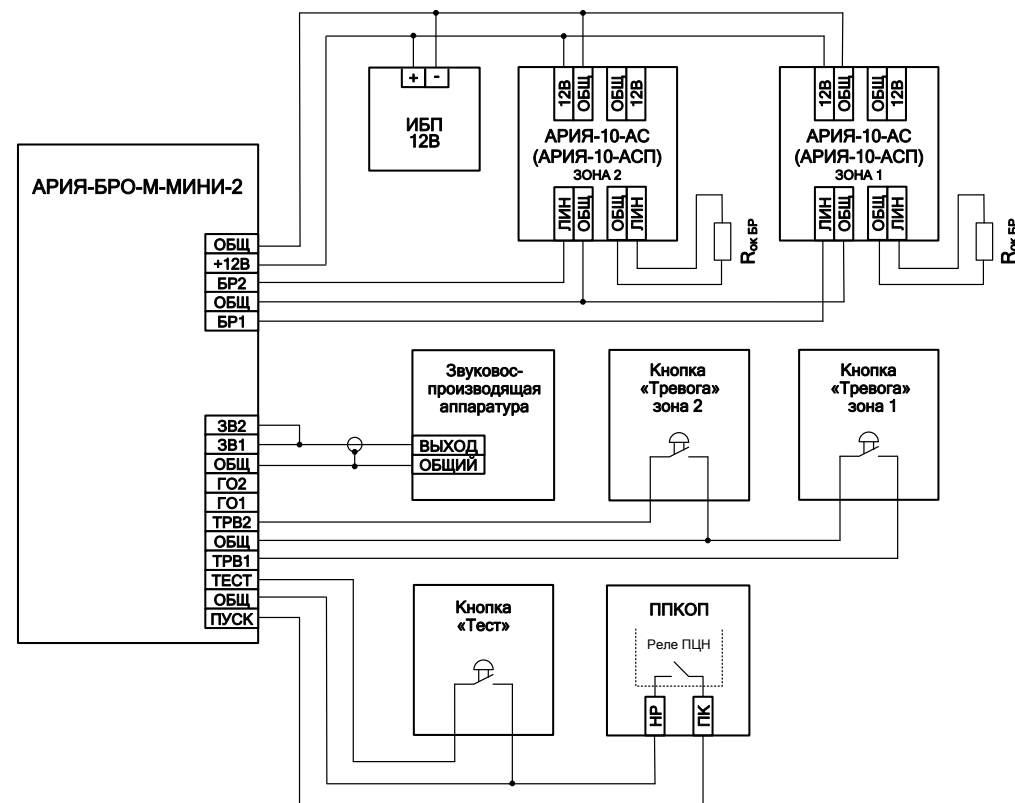 + -
ИБП
12В
12В ОБЩ ОБЩ 12В
АРИЯ-10-АС
(АРИЯ-10-АСП)
ЗОНА 2
ЛИН ОБЩ ОБЩ ЛИН
Rок БР
12В ОБЩ ОБЩ 12В
АРИЯ-10-АС
(АРИЯ-10-АСП)
ЗОНА 1
ЛИН ОБЩ ОБЩ ЛИН
Rок БР
АРИЯ-БРО-М-МИНИ-2
ОБЩ
+12В
БР2
ОБЩ
БР1
ЗВ2
ЗВ1
ОБЩ
ГО2
ГО1
ТРВ2
ОБЩ
ТРВ1
ТЕСТ
ОБЩ
ПУСК
Звуковос-
производящая
аппаратура
ВЫХОД
ОБЩИЙ
Кнопка
«Тревога»
зона 2
Кнопка
«Тревога»
зона 1
Кнопка
«Тест»
ППКОП
Реле ПЦН
НР ПК